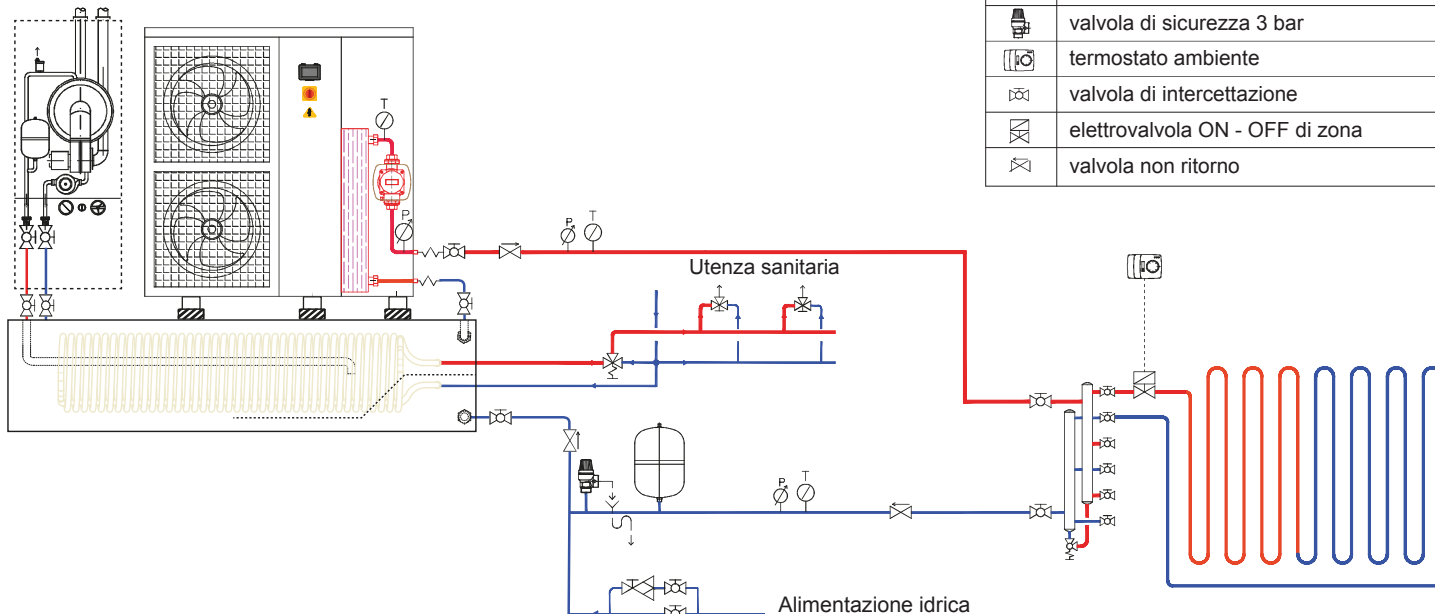 valvola di sicurezza 3 bar
termostato ambiente
valvola di intercettazione
elettrovalvola ON - OFF di zona
valvola non ritorno
T
P
P T
Utenza sanitaria
P T
Alimentazione idrica